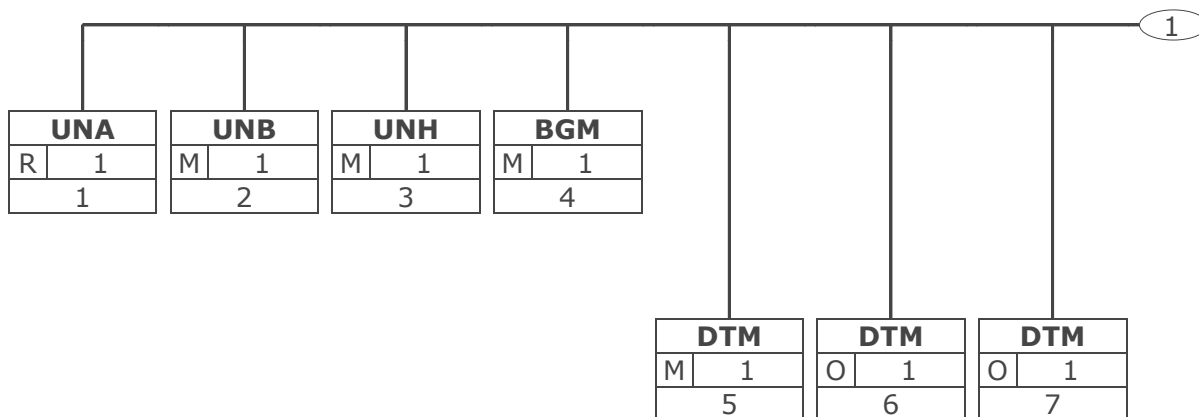 1
UNA UNB UNH BGM
R 1 M 1 M 1 M 1
1 2 3 4
DTM DTM DTM
M 1 O 1 O 1
5 6 7